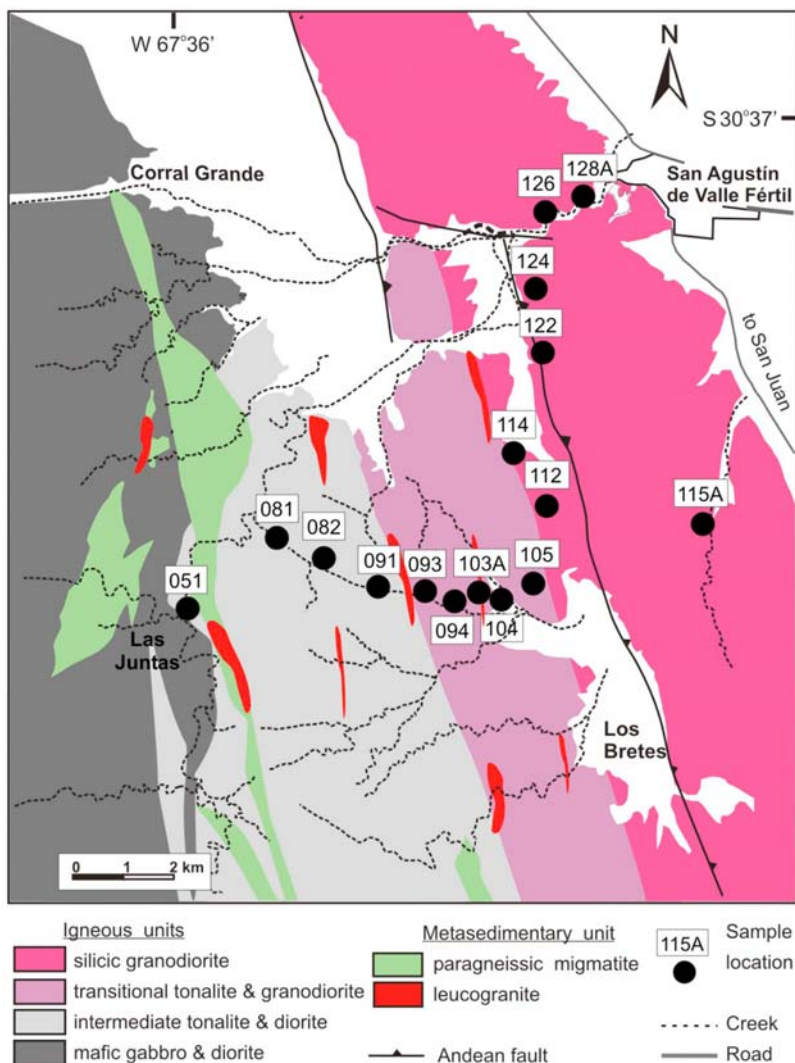 W 67°36'
N
S 30°37'
Corral Grande
128A
San Agustín
de Valle Fértil
126
124
122
to San Juan
114
112
115A
081
082
091
093
103A
105
051
094
104
Las
Juntas
Los
Bretes
0 1 2 km
Igneous units
silicic granodiorite
transitional tonalite & granodiorite
intermediate tonalite & diorite
mafic gabbro & diorite
Metasedimentary unit
paragneissic migmatite
leucogranite
Andean fault
115A
Sample
location
Creek
Road